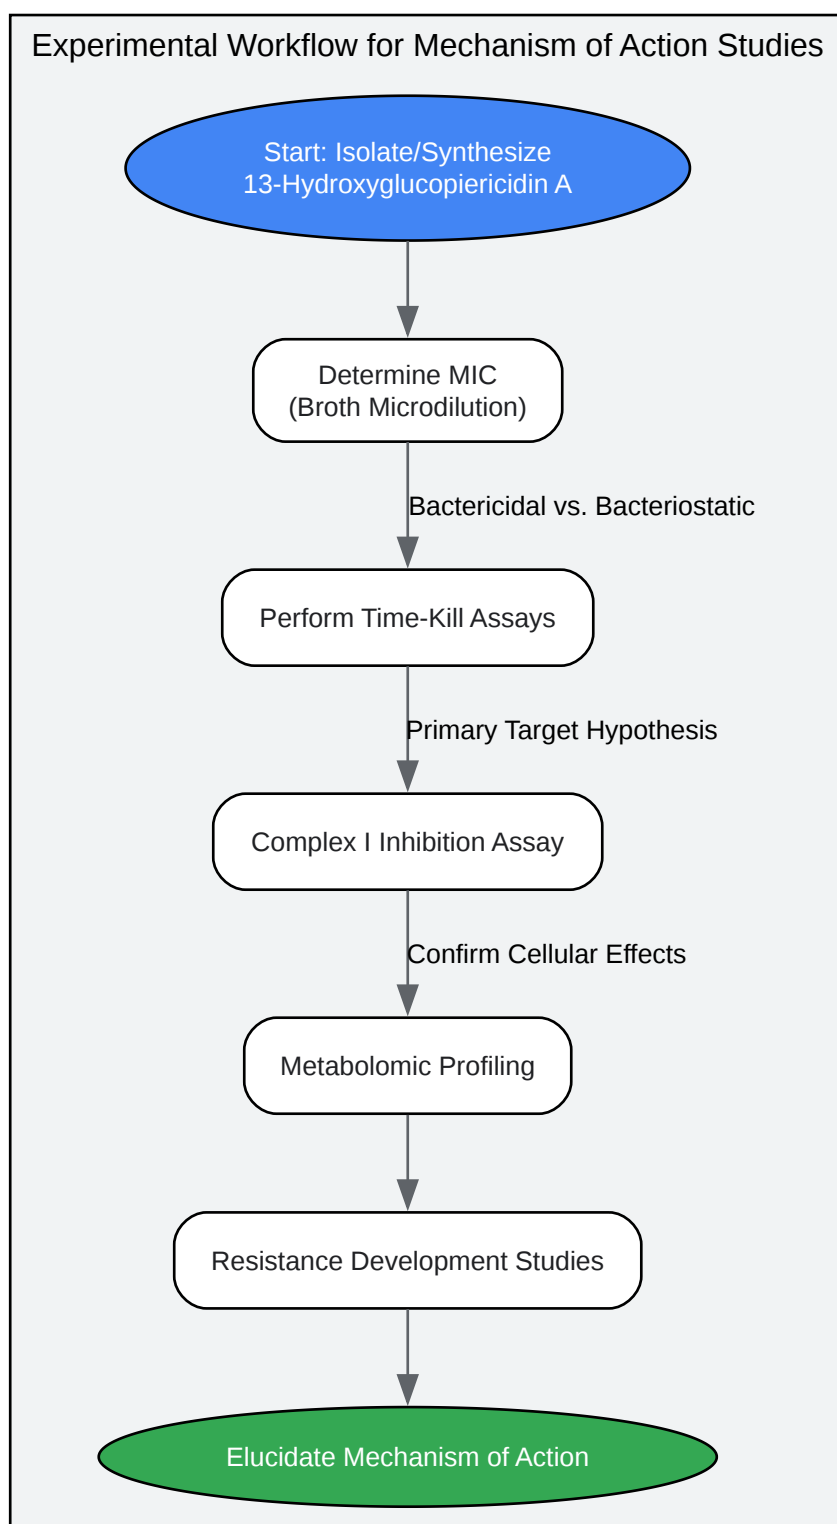 Experimental Workflow for Mechanism of Action Studies
Start: Isolate/Synthesize
13-Hydroxyglucopiericidin A
Determine MIC
(Broth Microdilution)
Bactericidal vs. Bacteriostatic
Perform Time-Kill Assays
Primary Target Hypothesis
Complex I Inhibition Assay
Confirm Cellular Effects
Metabolomic Profiling
Resistance Development Studies
Elucidate Mechanism of Action